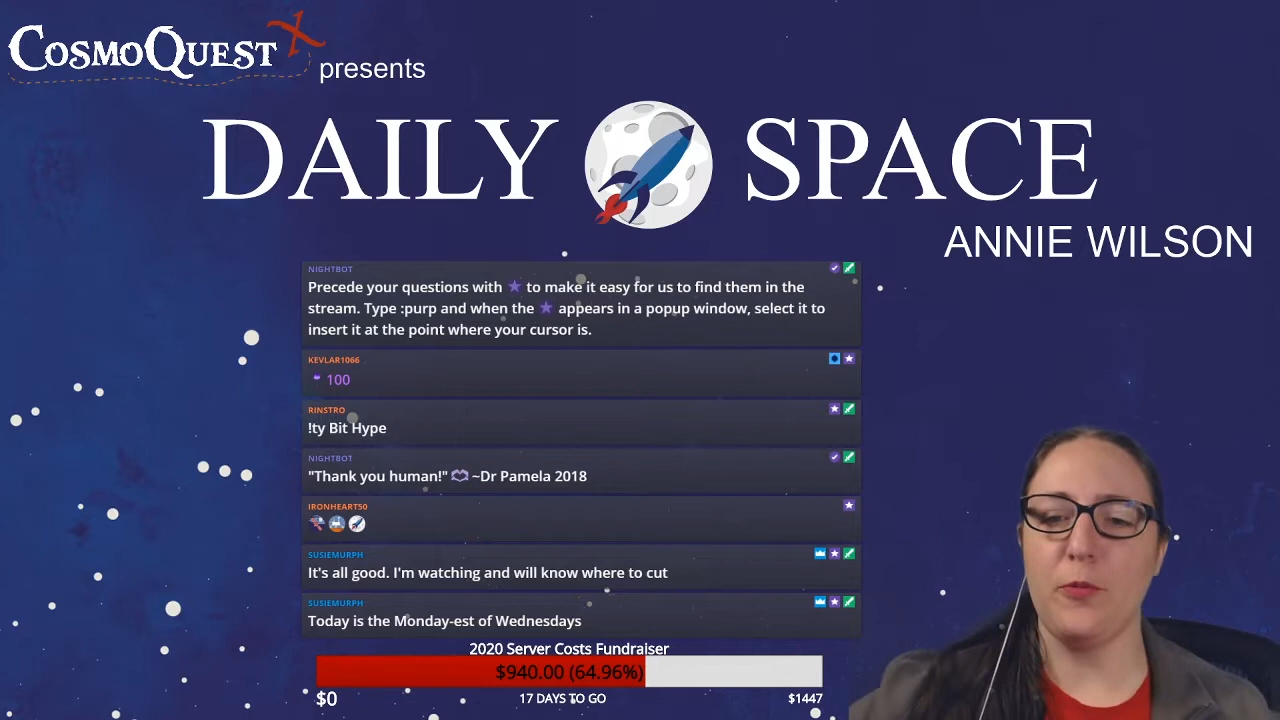 CosmoQuest X
presents
DAILY SPACE
ANNIE WILSON
NIGHTBOT
Precede your questions with to make it easy for us to find them in the
stream. Type :purp and when the appears in a popup window, select it to
insert it at the point where your cursor is.
KEVLAR1066
100
RINSTRO
!ty Bit Hype
NIGHTBOT
"Thank you human!" ~Dr Pamela 2018
IRONHEART50
SUSIEMURPH
It's all good. I'm watching and will know where to cut
SUSIEMURPH
Today is the Monday-est of Wednesdays
2020 Server Costs Fundraiser
$940.00 (64.96%)
$0 17 DAYS TO GO $1447